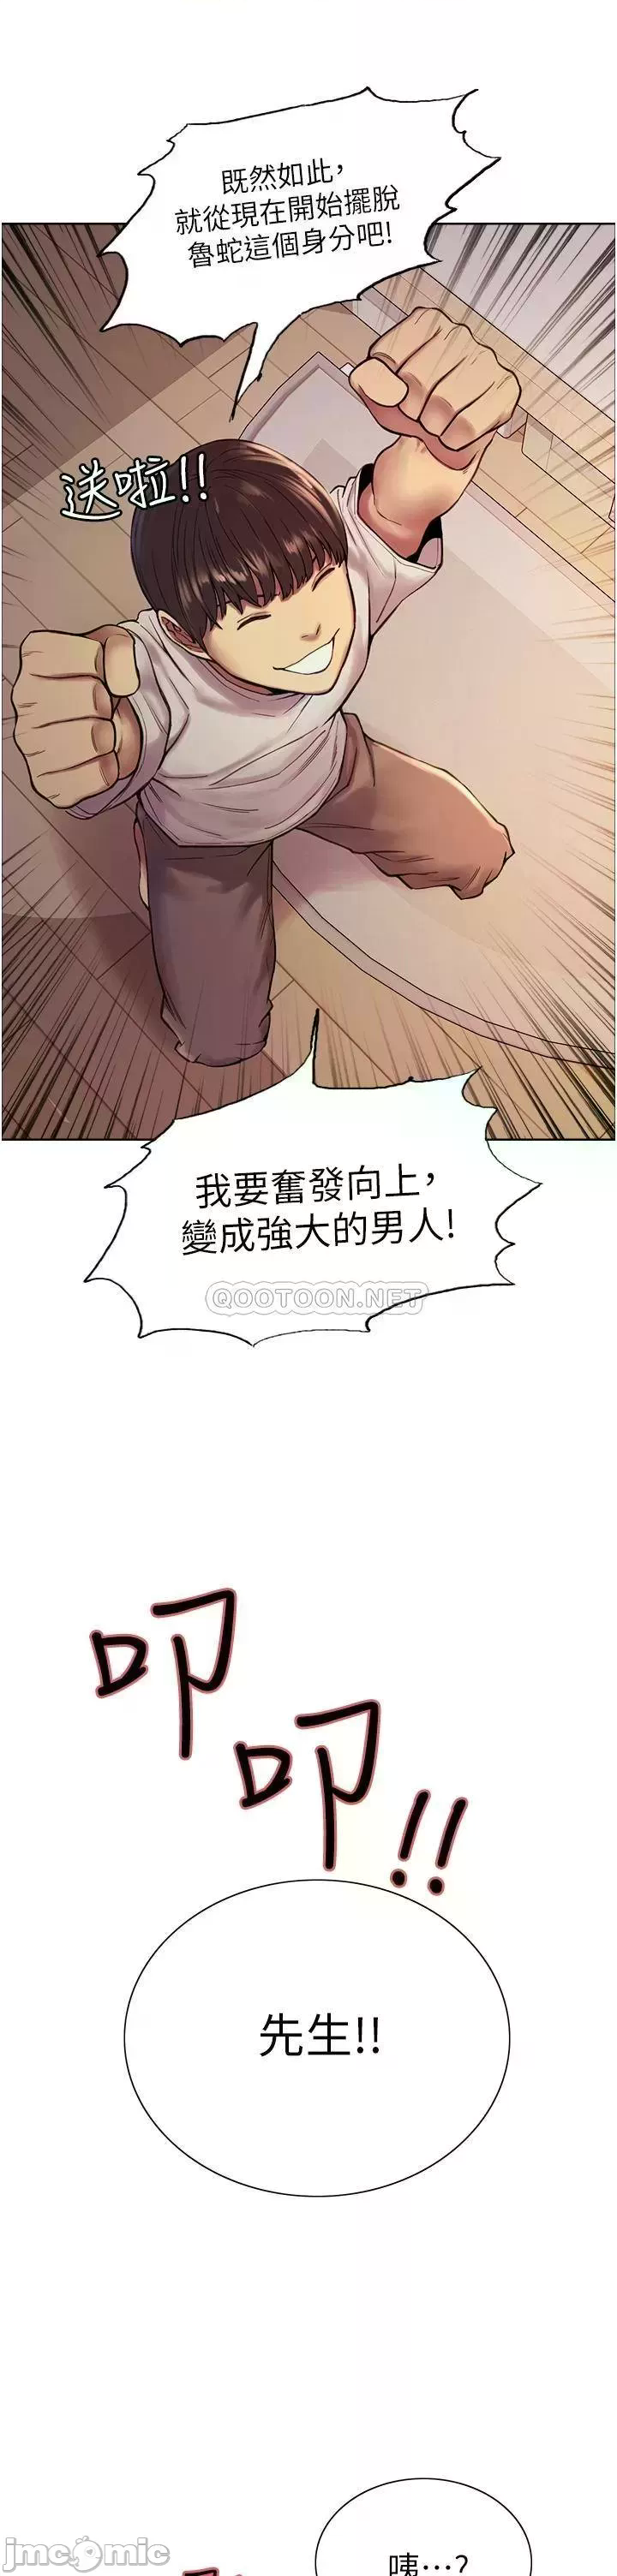 既然如此,
就從現在開始擺脫
魯蛇這個身分吧!
送啦!!
我要奮發向上,
變成強大的男人!
QOOTOON.NET
叩
叩!!
先生!!
咦…?
jmcomic